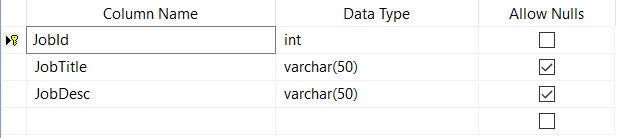 Column Name Data Type Allow Nulls
JobId int
JobTitle varchar(50)
JobDesc varchar(50)